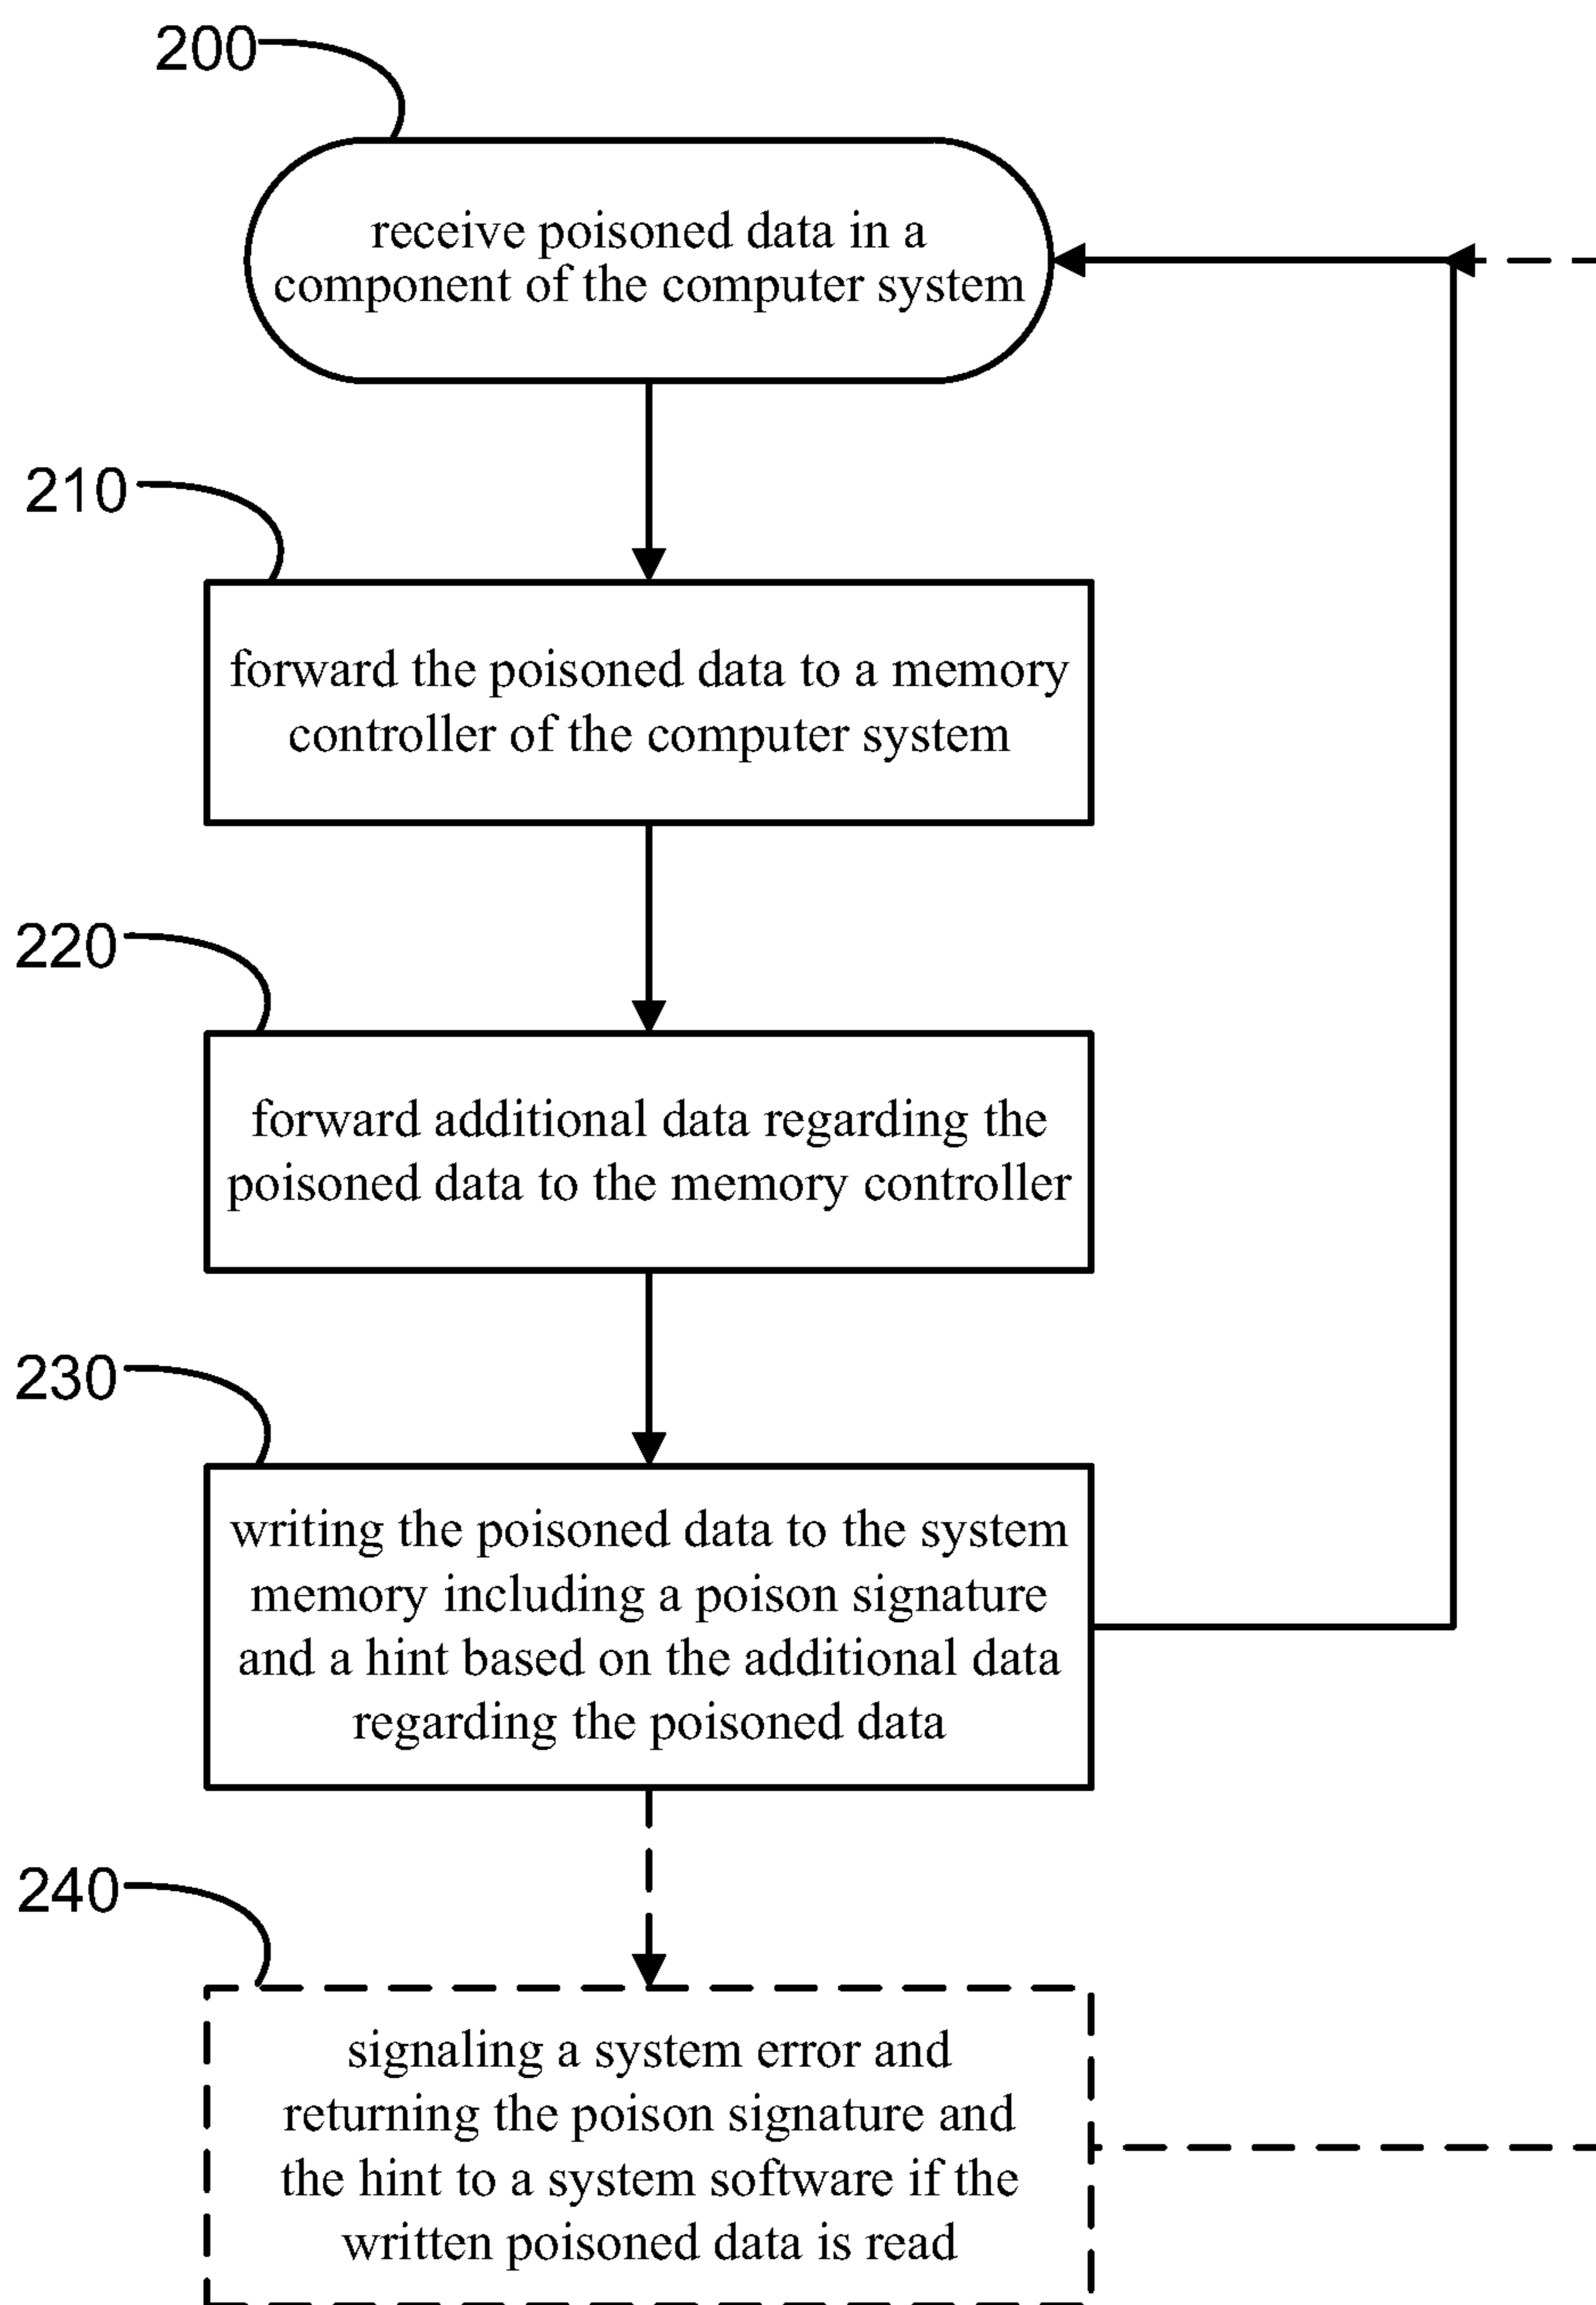 200
receive poisoned data in a
component of the computer system
210
forward the poisoned data to a memory
controller of the computer system
220
forward additional data regarding the
poisoned data to the memory controller
230
writing the poisoned data to the system
memory including a poison signature
and a hint based on the additional data
regarding the poisoned data
240
signaling a system error and
returning the poison signature and
the hint to a system software if the
written poisoned data is read